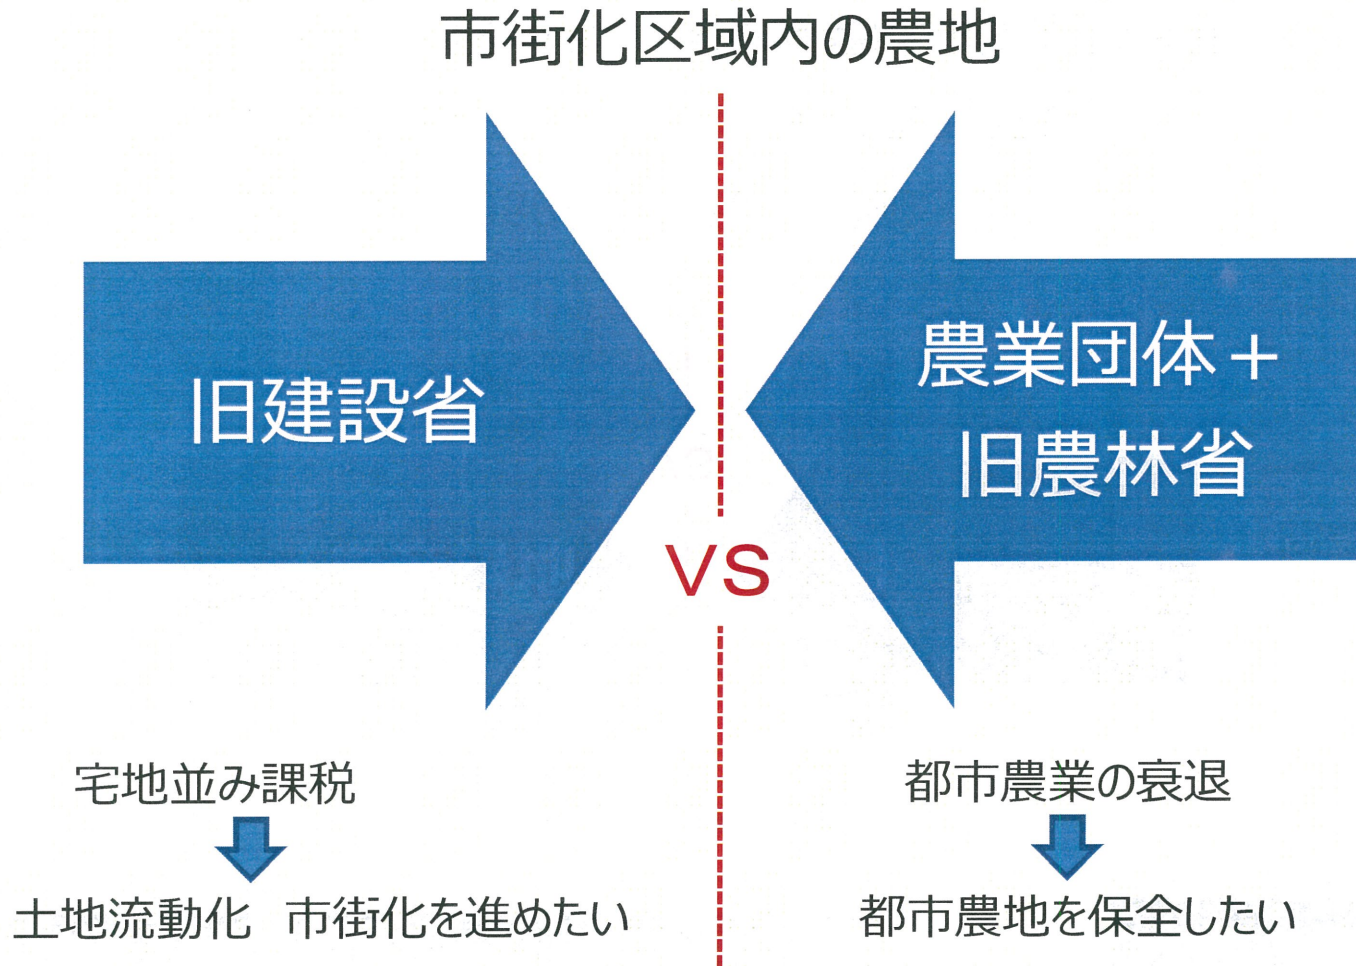 市街化区域内の農地
旧建設省
農業団体+
旧農林省
VS
宅地並み課税
土地流動化 市街化を進めたい
都市農業の衰退
都市農地を保全したい